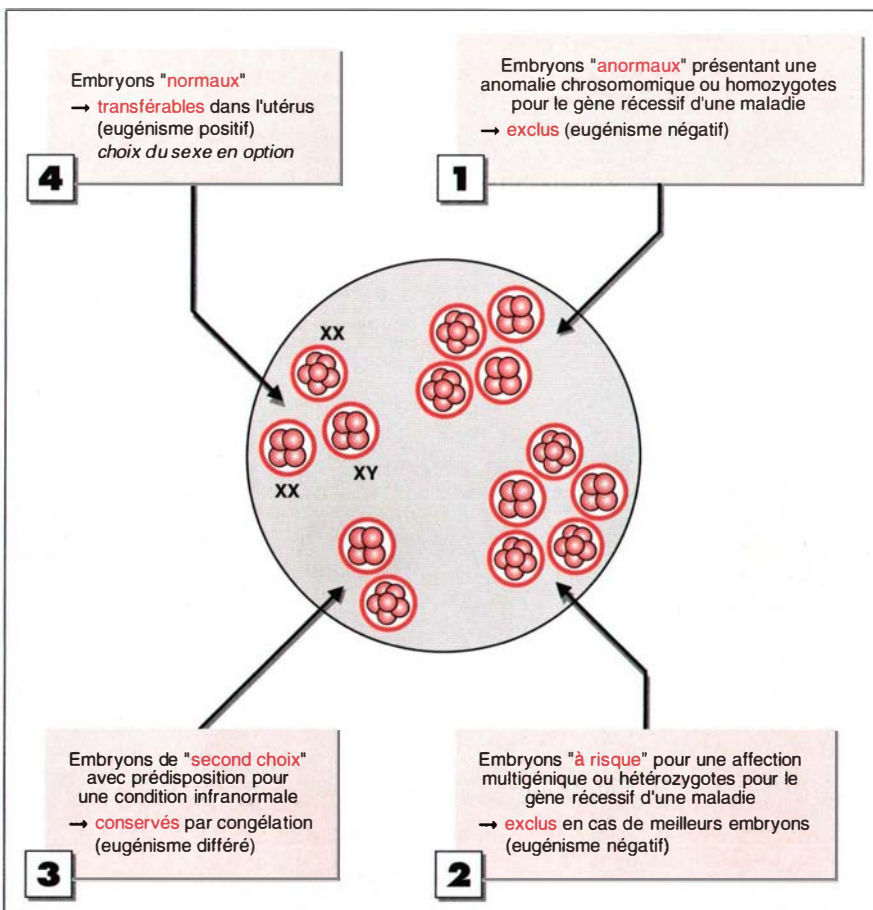 Embryons "normaux"
→ transférables dans l'utérus
(eugénisme positif)
choix du sexe en option
4
Embryons "anormaux" présentant une
anomalie chrosomomique ou homozygotes
pour le gène récessif d'une maladie
→ exclus (eugénisme négatif)
1
XX
XY
XX
Embryons de "second choix"
avec prédisposition pour
une condition infranormale
→ conservés par congélation
(eugénisme différé)
3
Embryons "à risque" pour une affection
multigénique ou hétérozygotes pour le
gène récessif d'une maladie
→ exclus en cas de meilleurs embryons
(eugénisme négatif)
2